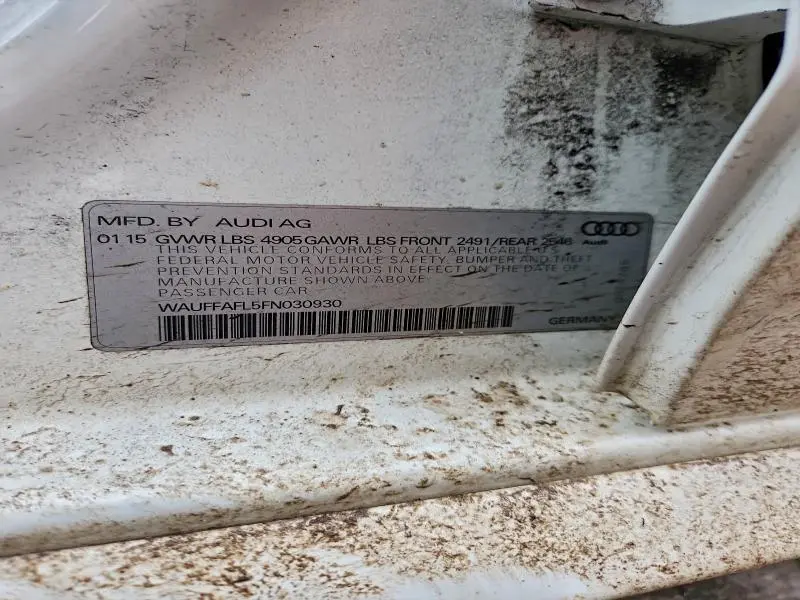 MFD. BY AUDI AG
01 15 GVWR LBS 4905 GAWR LBS FRONT 2491/REAR 2546
Audi
THIS VEHICLE CONFORMS TO ALL APPLICABLE
FEDERAL MOTOR VEHICLE SAFETY, BUMPER AND THEFT
PREVENTION STANDARDS IN EFFECT ON THE DATE OF
MANUFACTURE SHOWN ABOVE.
PASSENGER CAR
WAUFFAFL5FN030930
GERMANY